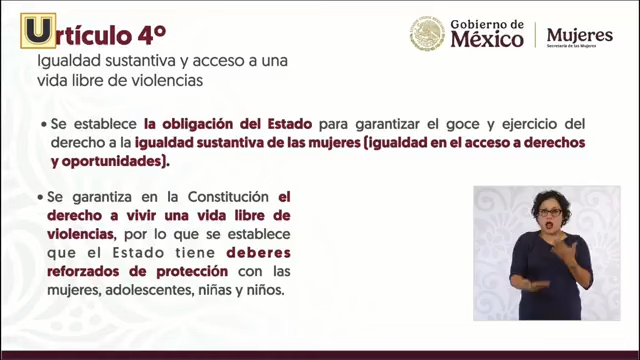 U
rtículo 4º
Igualdad sustantiva y acceso a una
vida libre de violencias
Gobierno de
México
Mujeres
Secretaría de las Mujeres
• Se establece la obligación del Estado para garantizar el goce y ejercicio del
derecho a la igualdad sustantiva de las mujeres (igualdad en el acceso a derechos
y oportunidades).
• Se garantiza en la Constitución el
derecho a vivir una vida libre de
violencias, por lo que se establece
que el Estado tiene deberes
reforzados de protección con las
mujeres, adolescentes, niñas y niños.